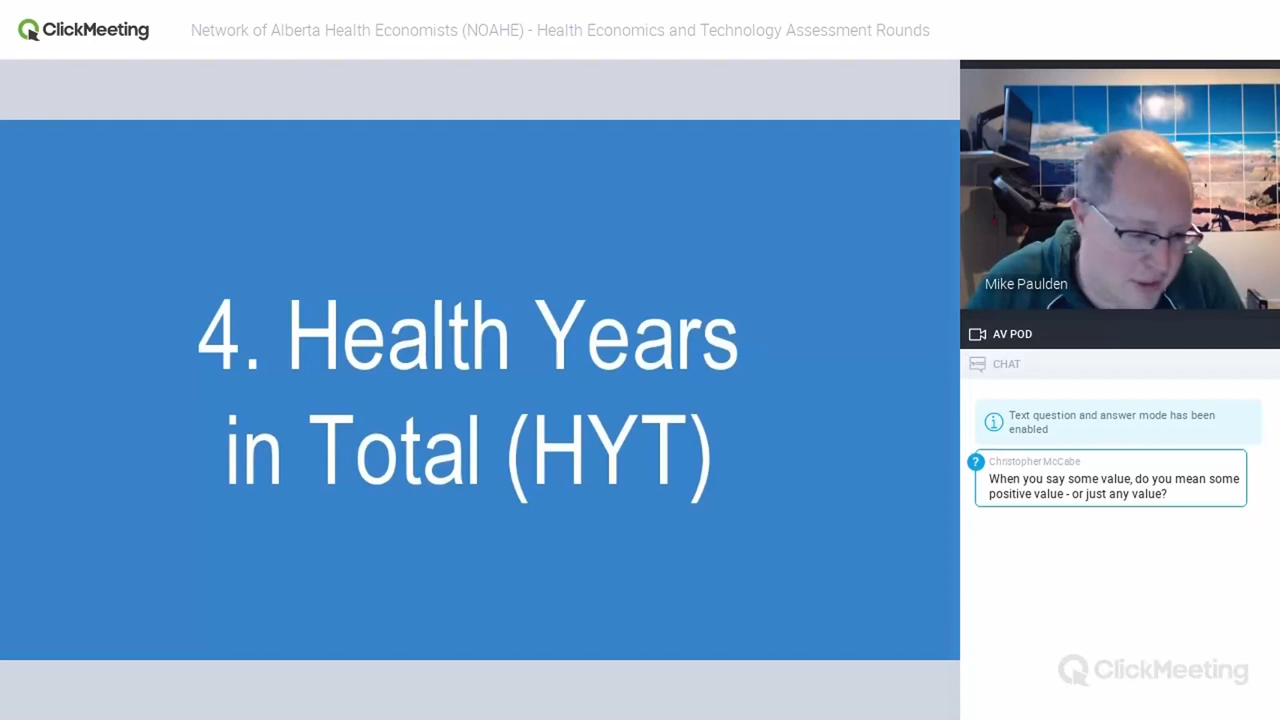 ClickMeeting
Network of Alberta Health Economists (NOAHE) - Health Economics and Technology Assessment Rounds
4. Health Years
in Total (HYT)
Mike Paulden
AV POD
CHAT
Text question and answer mode has been
enabled
?
Christopher McCabe
When you say some value, do you mean some
positive value - or just any value?
ClickMeeting